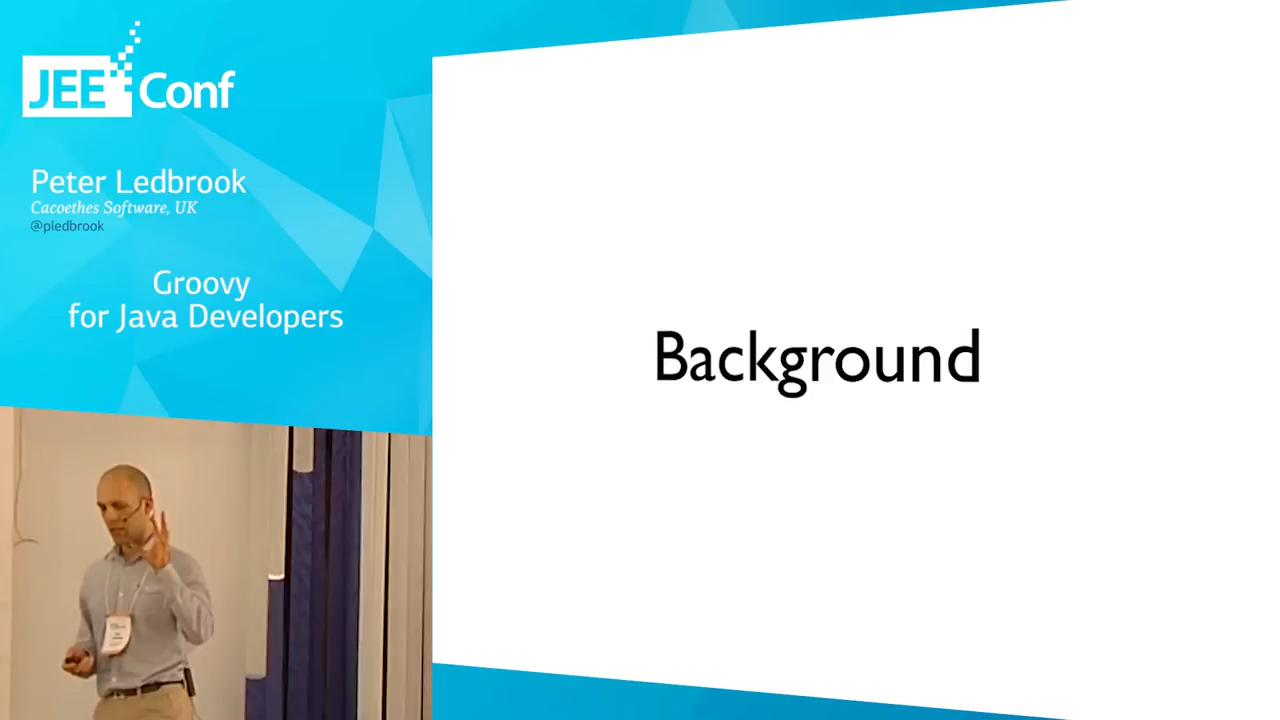 JEE Conf
Peter Ledbrook
Cacoethes Software, UK
@pledbrook
Groovy
for Java Developers
Background